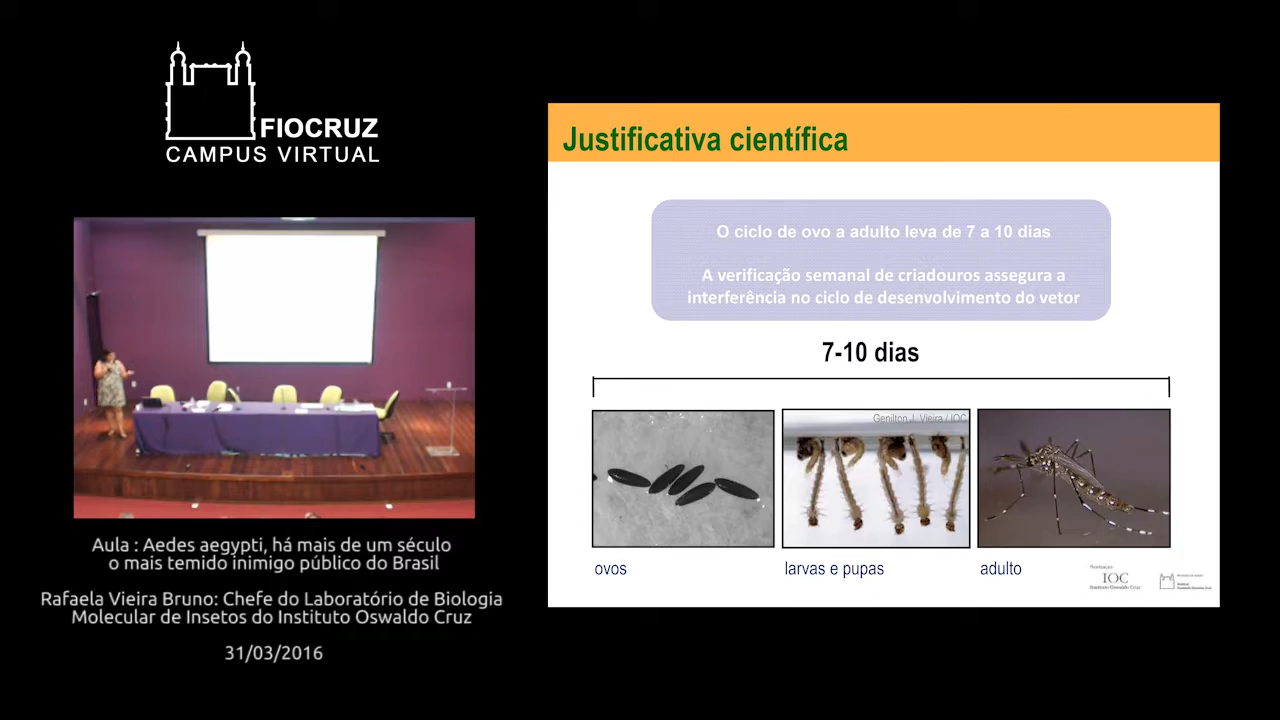 FIOCRUZ
CAMPUS VIRTUAL
Aula : Aedes aegypti, há mais de um século
o mais temido inimigo público do Brasil
Rafaela Vieira Bruno: Chefe do Laboratório de Biologia
Molecular de Insetos do Instituto Oswaldo Cruz
31/03/2016
Justificativa científica
O ciclo de ovo a adulto leva de 7 a 10 dias
A verificação semanal de criadouros assegura a
interferência no ciclo de desenvolvimento do vetor
7-10 dias
Genilton J. Vieira / IOC
ovos
larvas e pupas
adulto
IOC
Instituto Oswaldo Cruz